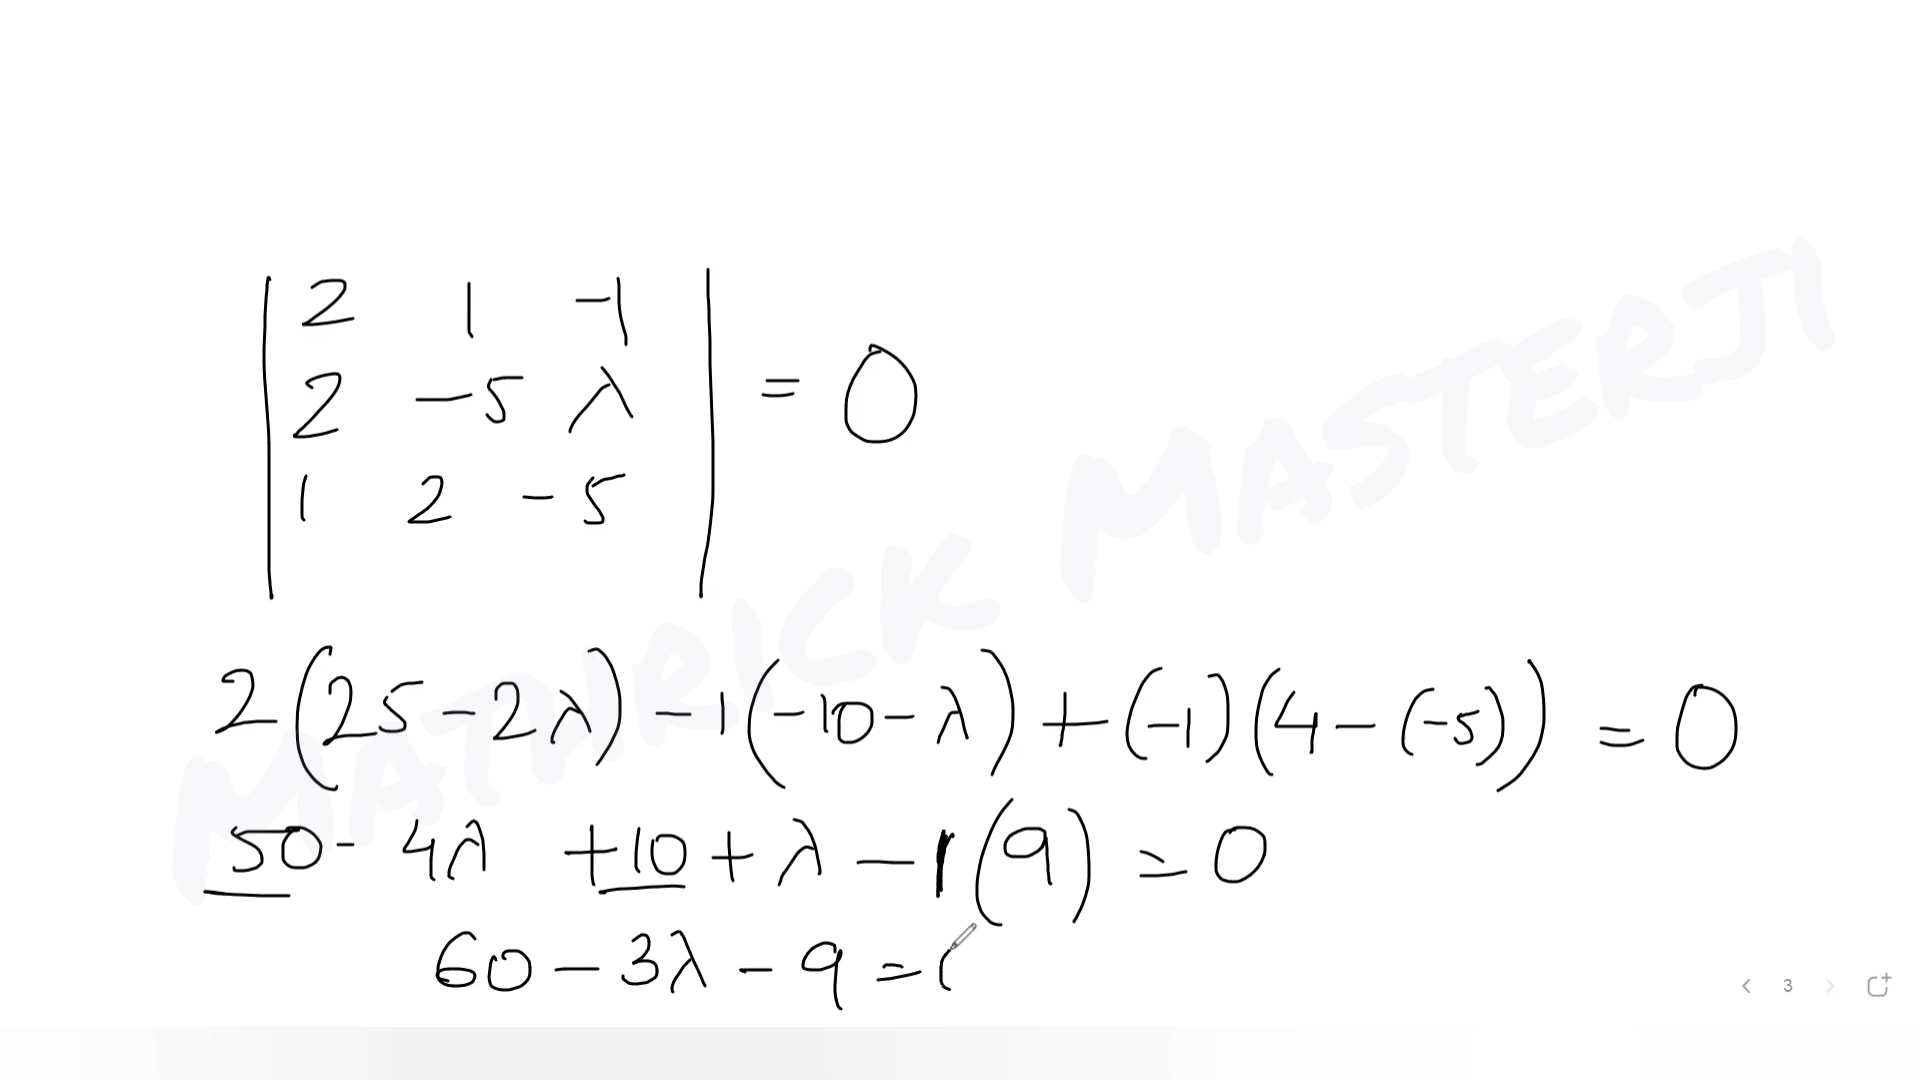 2 1 -1
2 -5 λ = 0
1 2 -5
2(25-2λ) -1(-10-λ) + (-1)(4-(-5)) = 0
50 - 4λ +10 + λ - 1(9) = 0
60 - 3λ - 9 = (
MATHRICK MASTERJI
< 3 >